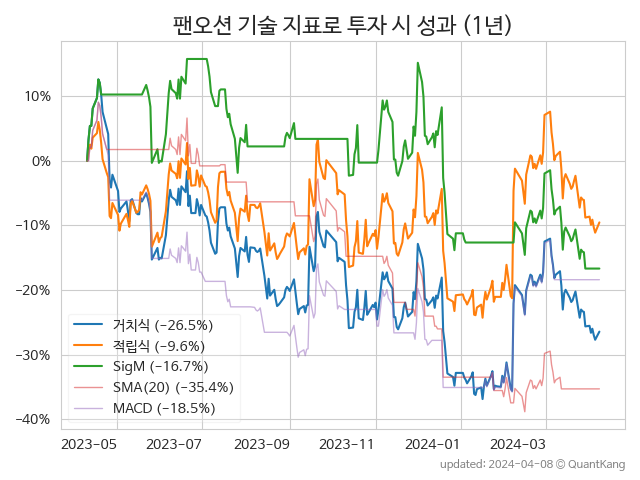 팬오션 기술 지표로 투자 시 성과 (1년)
10%
0%
−10%
−20%
−30%
−40%
거치식 (−26.5%)
적립식 (−9.6%)
SigM (−16.7%)
SMA(20) (−35.4%)
MACD (−18.5%)
2023-05 2023-07 2023-09 2023-11 2024-01 2024-03
updated: 2024-04-08 @ QuantKang